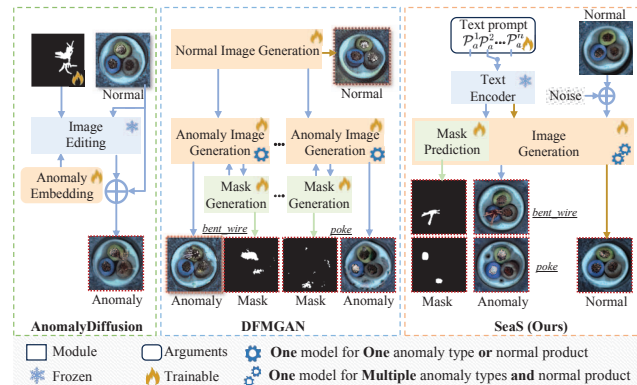 Normal
Image
Editing
Anomaly
Embedding
Anomaly
AnomalyDiffusion
Normal Image Generation
Normal
Anomaly Image
Generation
...
Anomaly Image
Generation
Mask
Generation
...
Mask
Generation
bent_wire
poke
Anomaly
Mask
Mask
Anomaly
DFMGAN
Text prompt
𝒫ₐ¹𝒫ₐ²...𝒫ₐⁿ
Normal
Text
Encoder
Noise
Mask
Prediction
Image
Generation
bent_wire
poke
Mask
Anomaly
Normal
SeaS (Ours)
Module
Arguments
One model for One anomaly type or normal product
Frozen
Trainable
One model for Multiple anomaly types and normal product